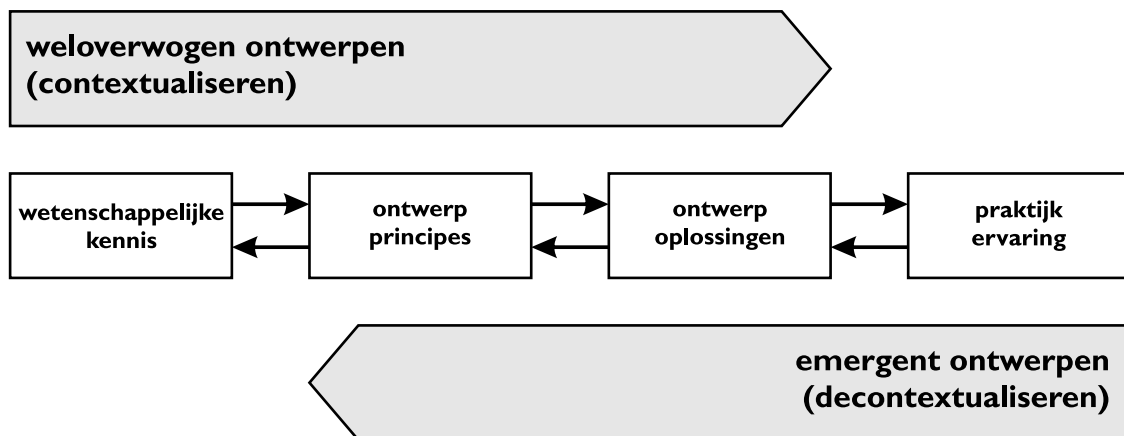 weloverwogen ontwerpen
(contextualiseren)
wetenschappelijke
kennis
ontwerp
principes
ontwerp
oplossingen
praktijk
ervaring
emergent ontwerpen
(decontextualiseren)